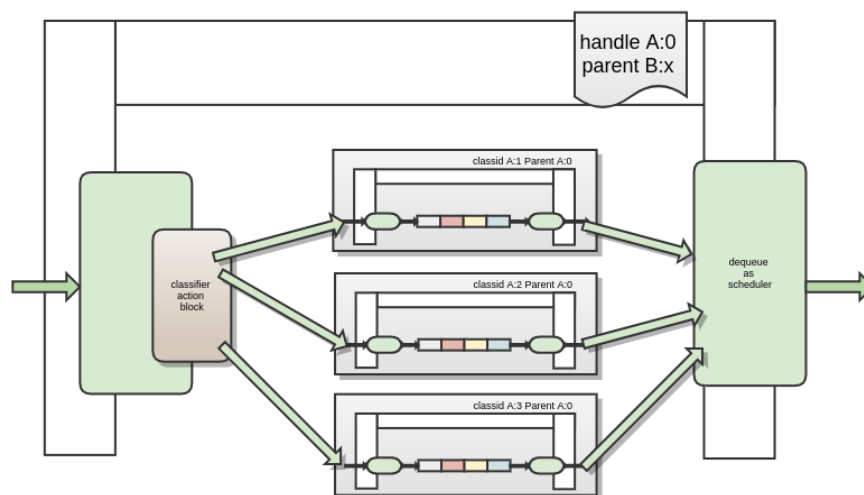 handle A:0
parent B:x
classid A:1 Parent A:0
classifier
action
block
classid A:2 Parent A:0
dequeue
as
scheduler
classid A:3 Parent A:0